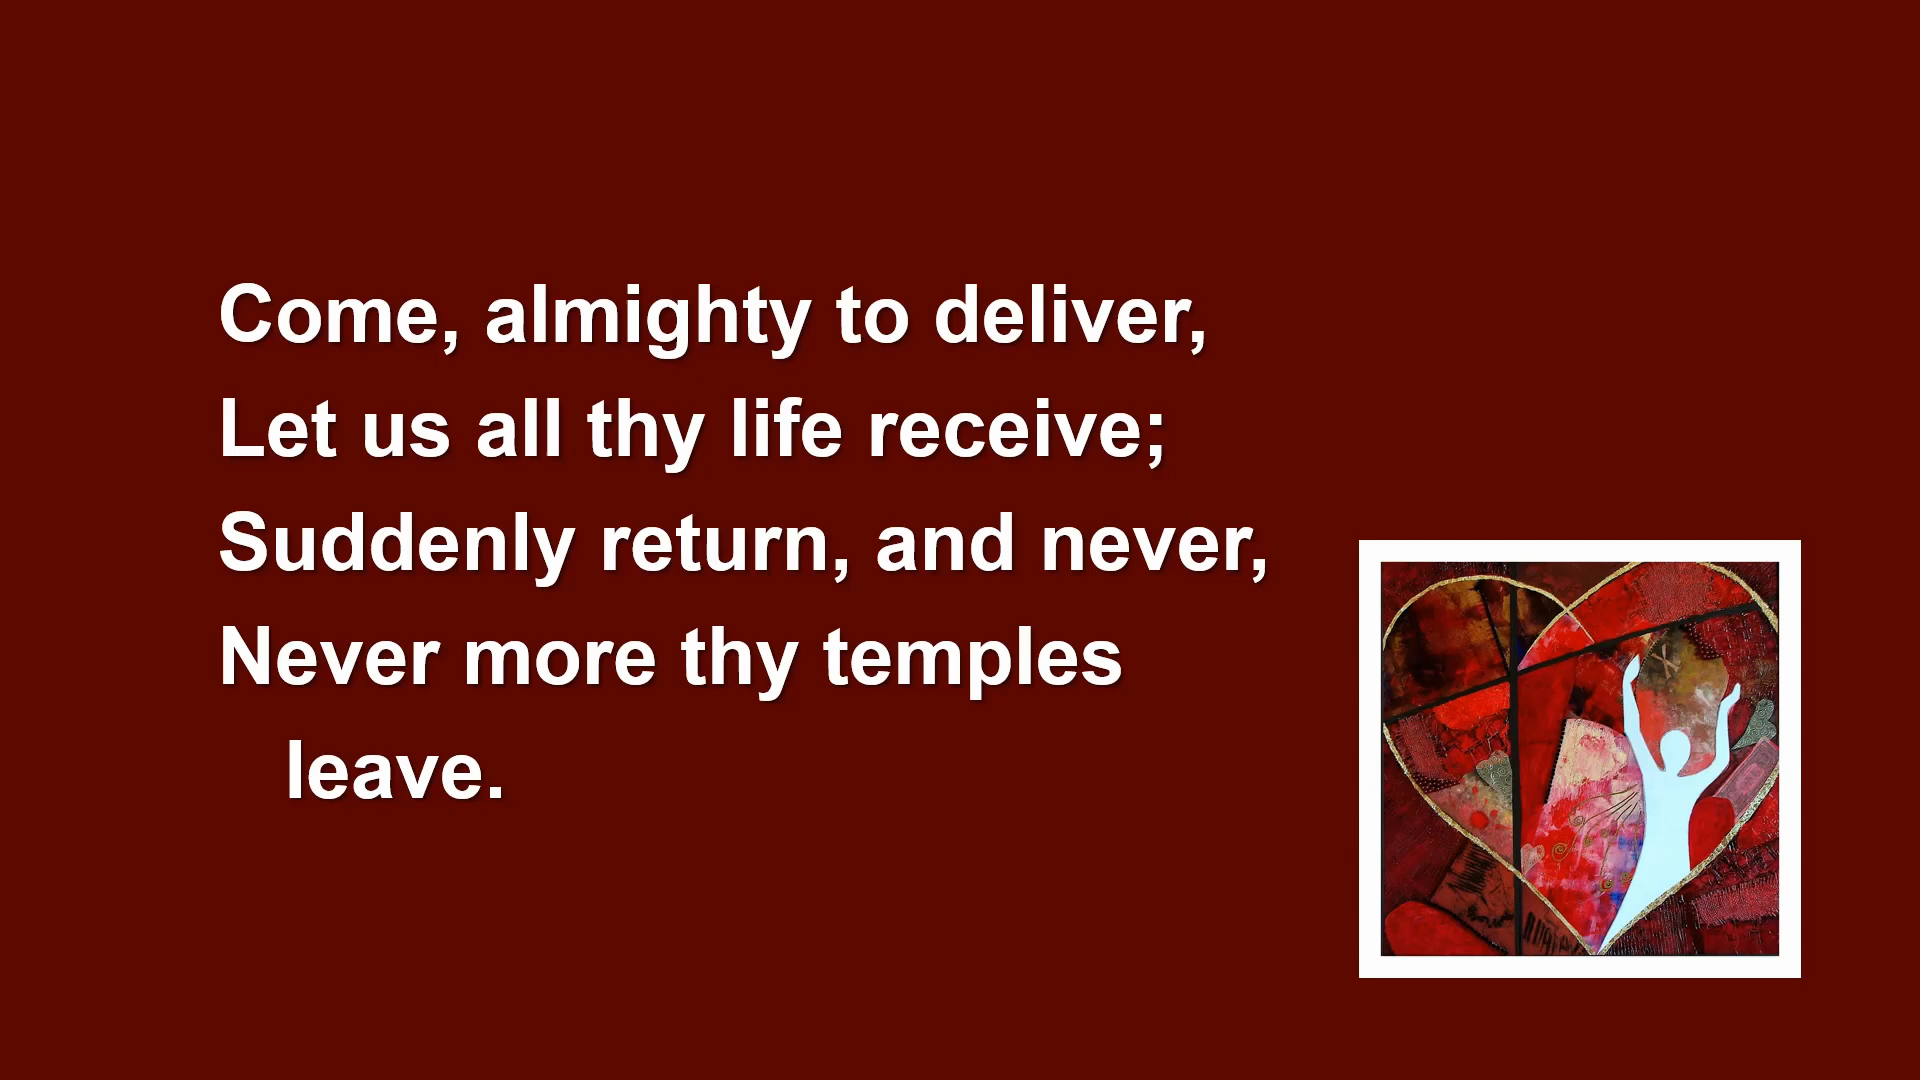 Come, almighty to deliver,
Let us all thy life receive;
Suddenly return, and never,
Never more thy temples
leave.